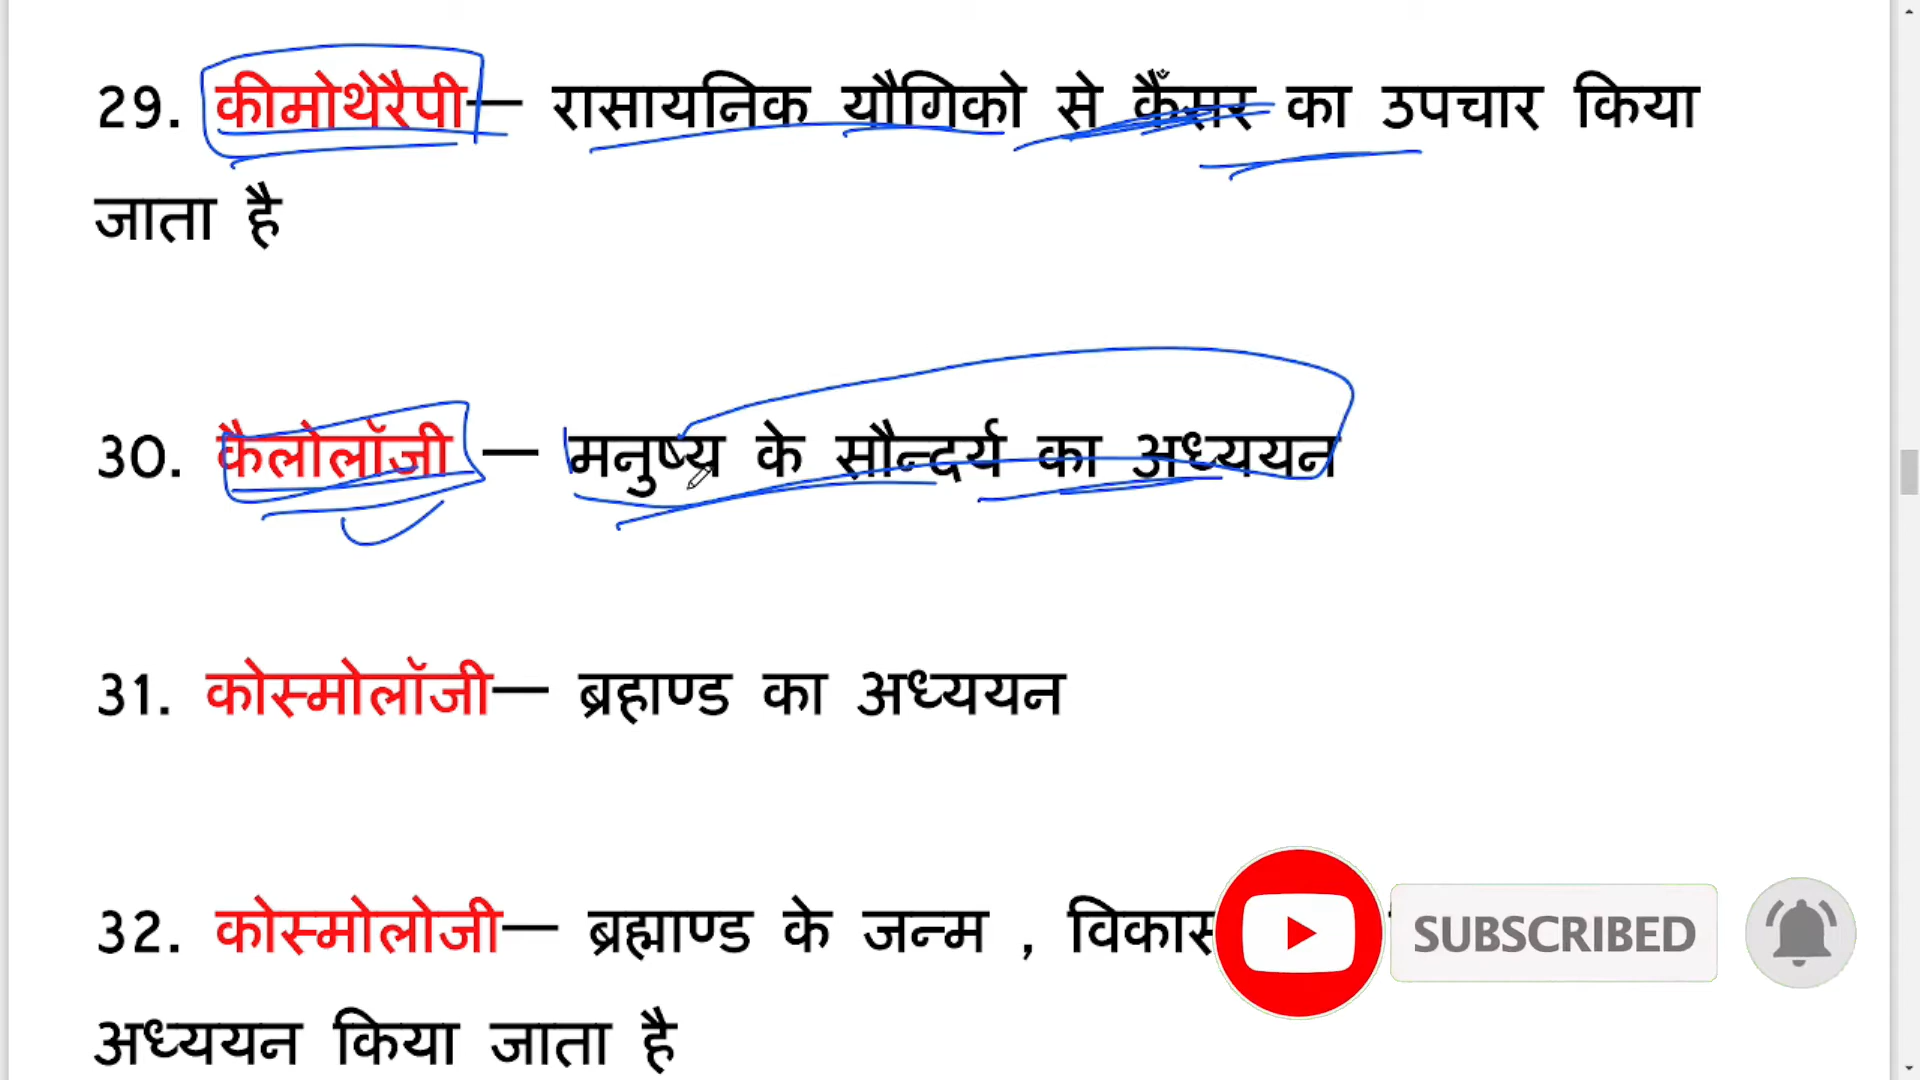 29. कीमोथेरैपी— रासायनिक यौगिको से कैँसर का उपचार किया
जाता है
30. कैलोलॉजी — मनुष्य के सौन्दर्य का अध्ययन
31. कोस्मोलॉजी— ब्रहाण्ड का अध्ययन
32. कोस्मोलोजी— ब्रह्माण्ड के जन्म , विकास
SUBSCRIBED
अध्ययन किया जाता है